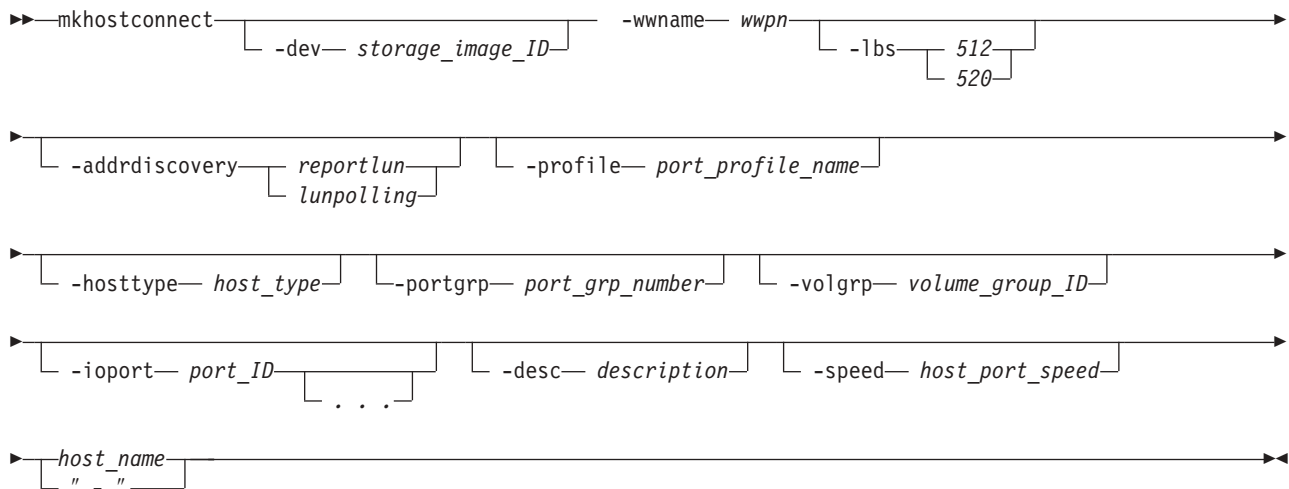 mkhostconnect -dev storage_image_ID -wwname wwpn -lbs 512
520
-addrdiscovery reportlun -profile port_profile_name
lunpolling
-hosttype host_type -portgrp port_grp_number -volgrp volume_group_ID
-ioport port_ID -desc description -speed host_port_speed
. . .
host_name
" - "